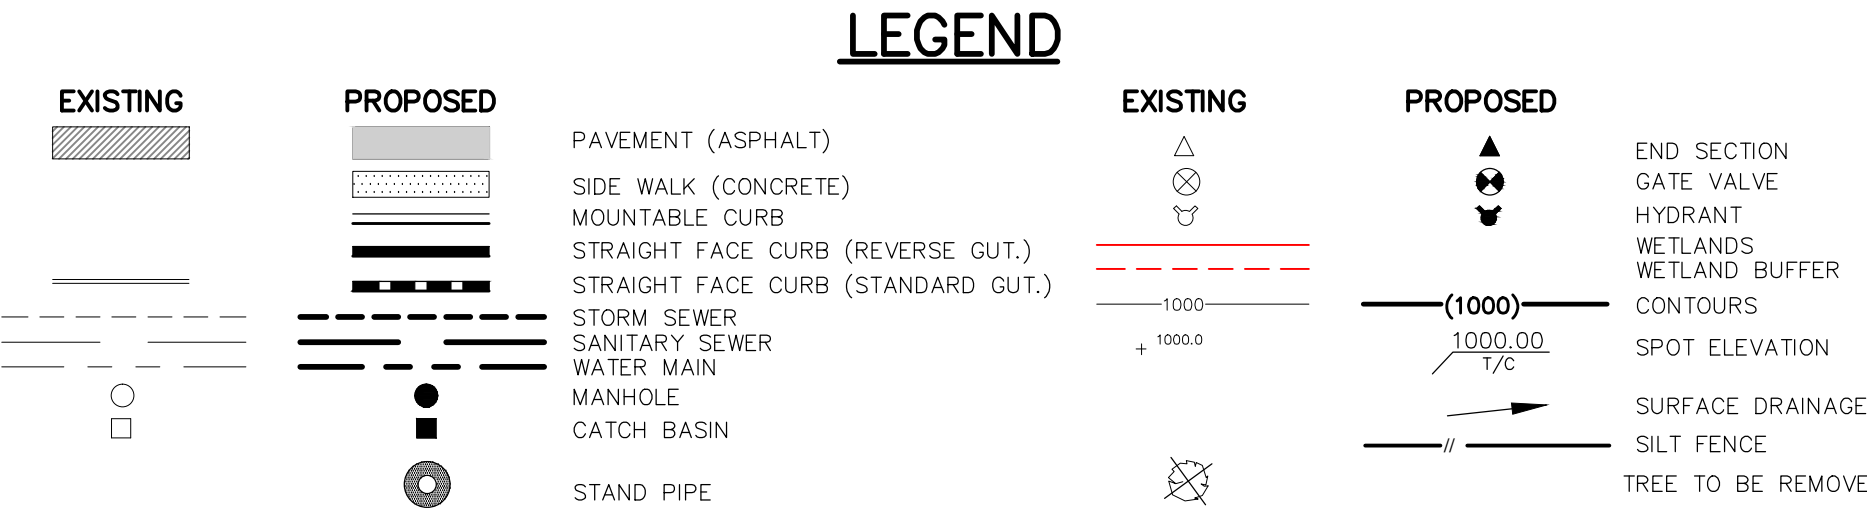 LEGEND
EXISTING PROPOSED
PAVEMENT (ASPHALT)
SIDE WALK (CONCRETE)
MOUNTABLE CURB
STRAIGHT FACE CURB (REVERSE GUT.)
STRAIGHT FACE CURB (STANDARD GUT.)
STORM SEWER
SANITARY SEWER
WATER MAIN
MANHOLE
CATCH BASIN
STAND PIPE
EXISTING PROPOSED
END SECTION
GATE VALVE
HYDRANT
WETLANDS
WETLAND BUFFER
1000 (1000) CONTOURS
1000.0 1000.00 SPOT ELEVATION
T/C
SURFACE DRAINAGE
// SILT FENCE
TREE TO BE REMOVE